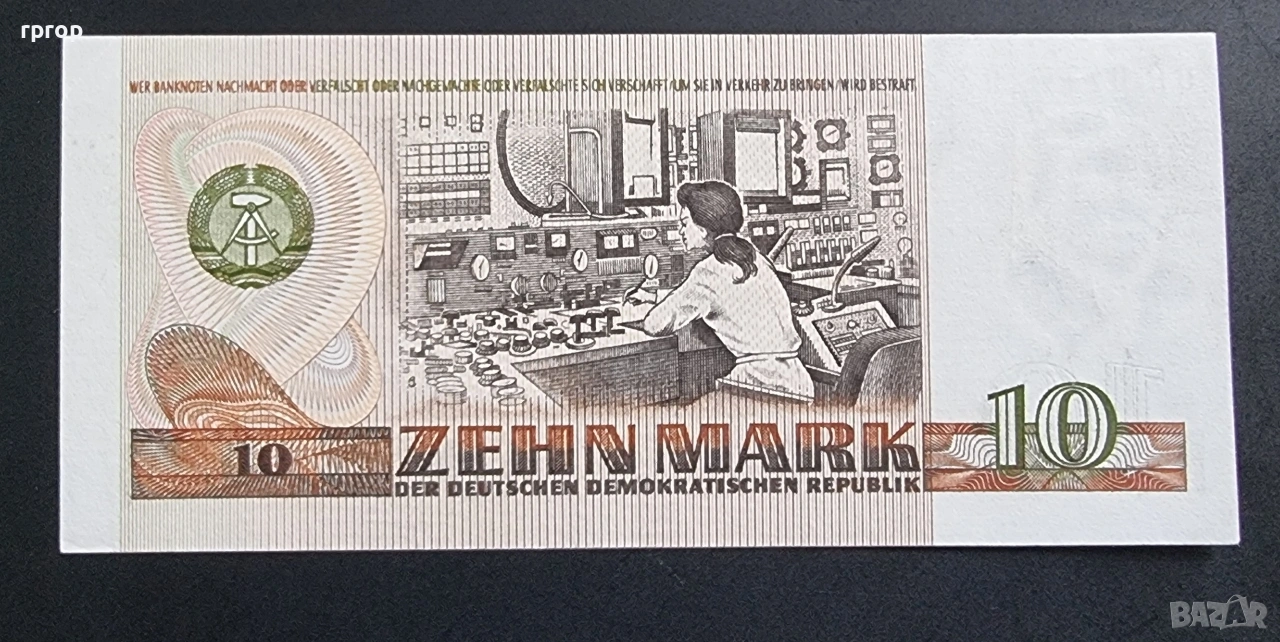 rprop
WER BANKNOTEN NACHMACHT ODER VERFÄLSCHT ODER NACHGEMACHTE ODER VERFÄLSCHTE SICH VERSCHAFFT/UM SIE IN VERKEHR ZU BRINGEN/WIRD BESTRAFT
10
10
ZEHN MARK
DER DEUTSCHEN DEMOKRATISCHEN REPUBLIK
BAZAR